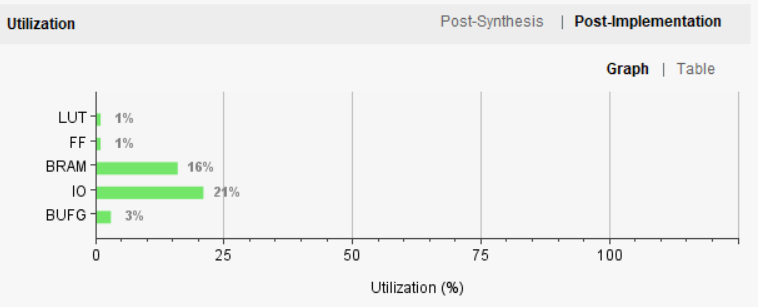 Utilization Post-Synthesis | Post-Implementation
Graph | Table
LUT 1%
FF 1%
BRAM 16%
IO 21%
BUFG 3%
0 25 50 75 100
Utilization (%)